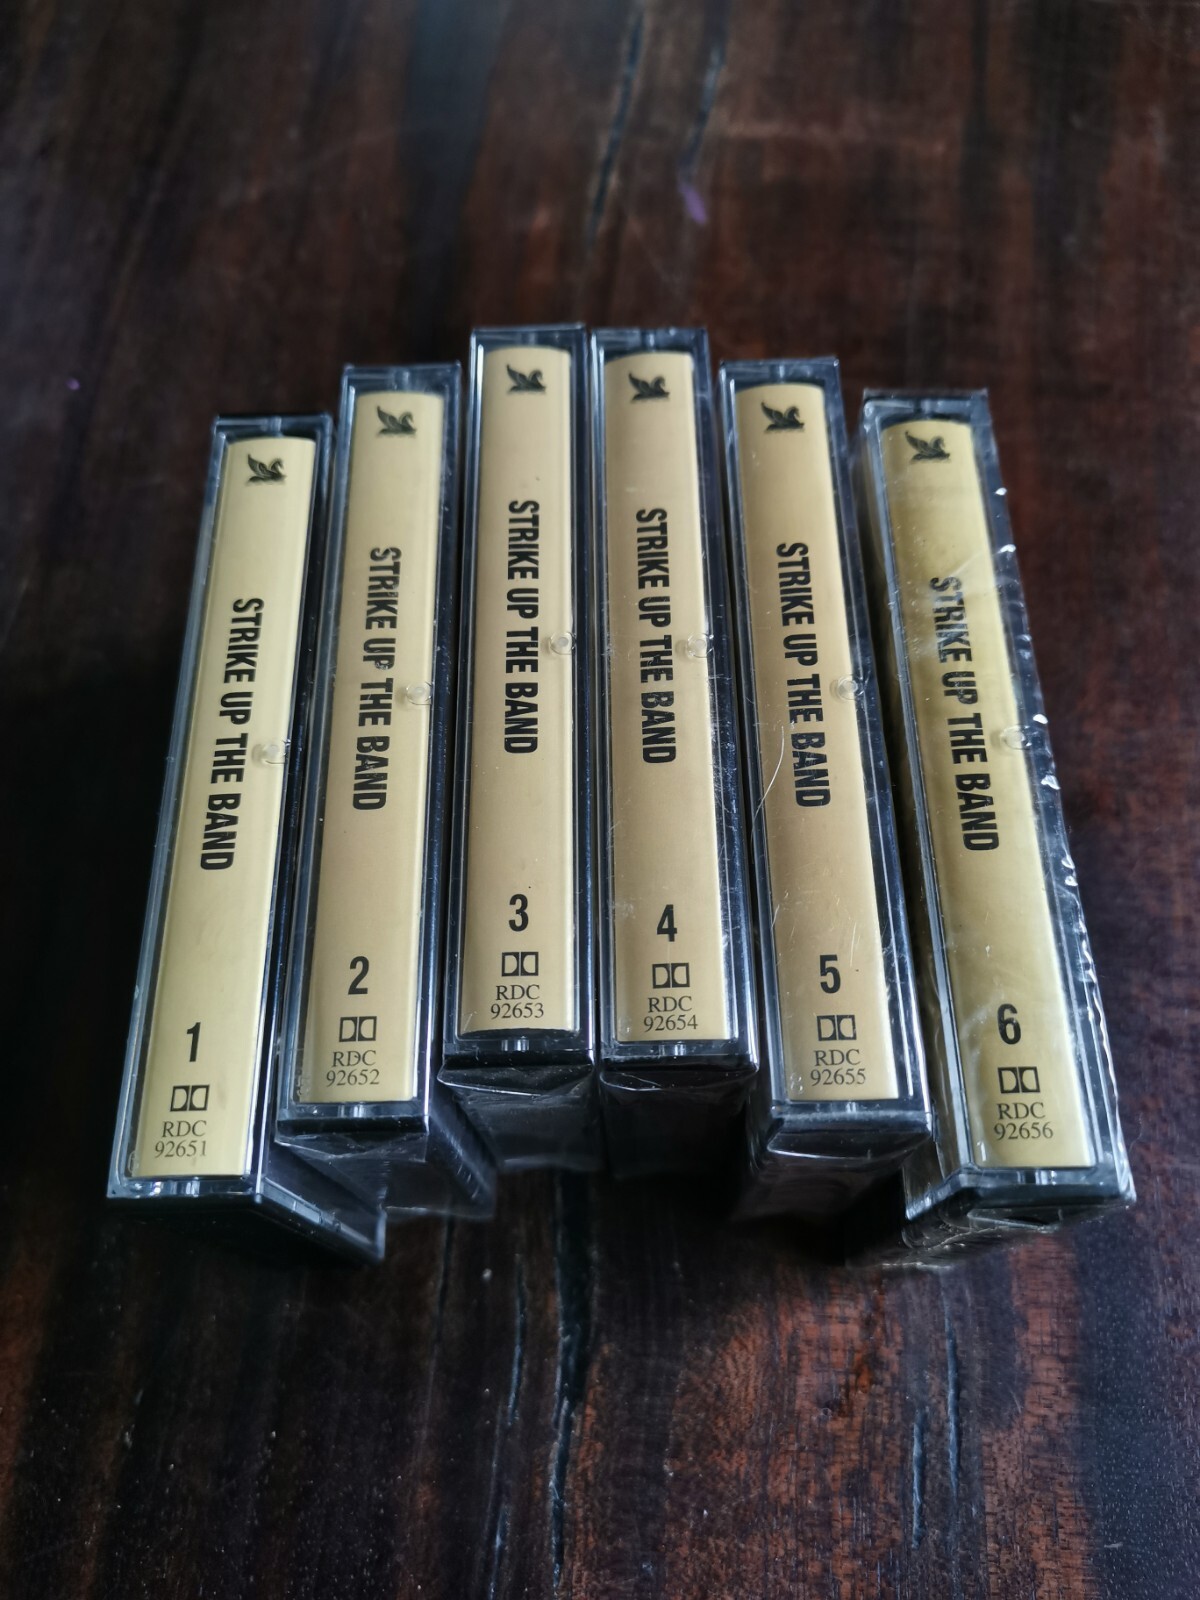 STRIKE UP THE BAND
1
RDC
92651
STRIKE UP THE BAND
2
RDC
92652
STRIKE UP THE BAND
3
RDC
92653
STRIKE UP THE BAND
4
RDC
92654
STRIKE UP THE BAND
5
RDC
92655
STRIKE UP THE BAND
6
RDC
92656